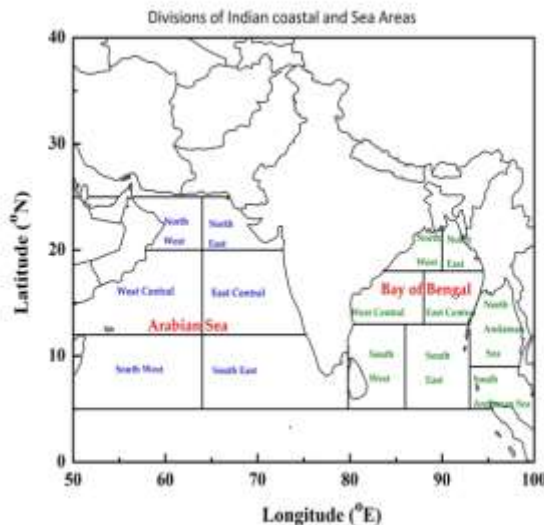 Divisions of Indian coastal and Sea Areas
40
30
20
10
0
Latitude (°N)
North
West
North
East
West Central
East Central
Arabian Sea
South West
South East
North
West
North
East
Bay of Bengal
West Central
East Central
South
West
South
East
North
Andaman
Sea
South
Andaman Sea
50
60
70
80
90
100
Longitude (°E)